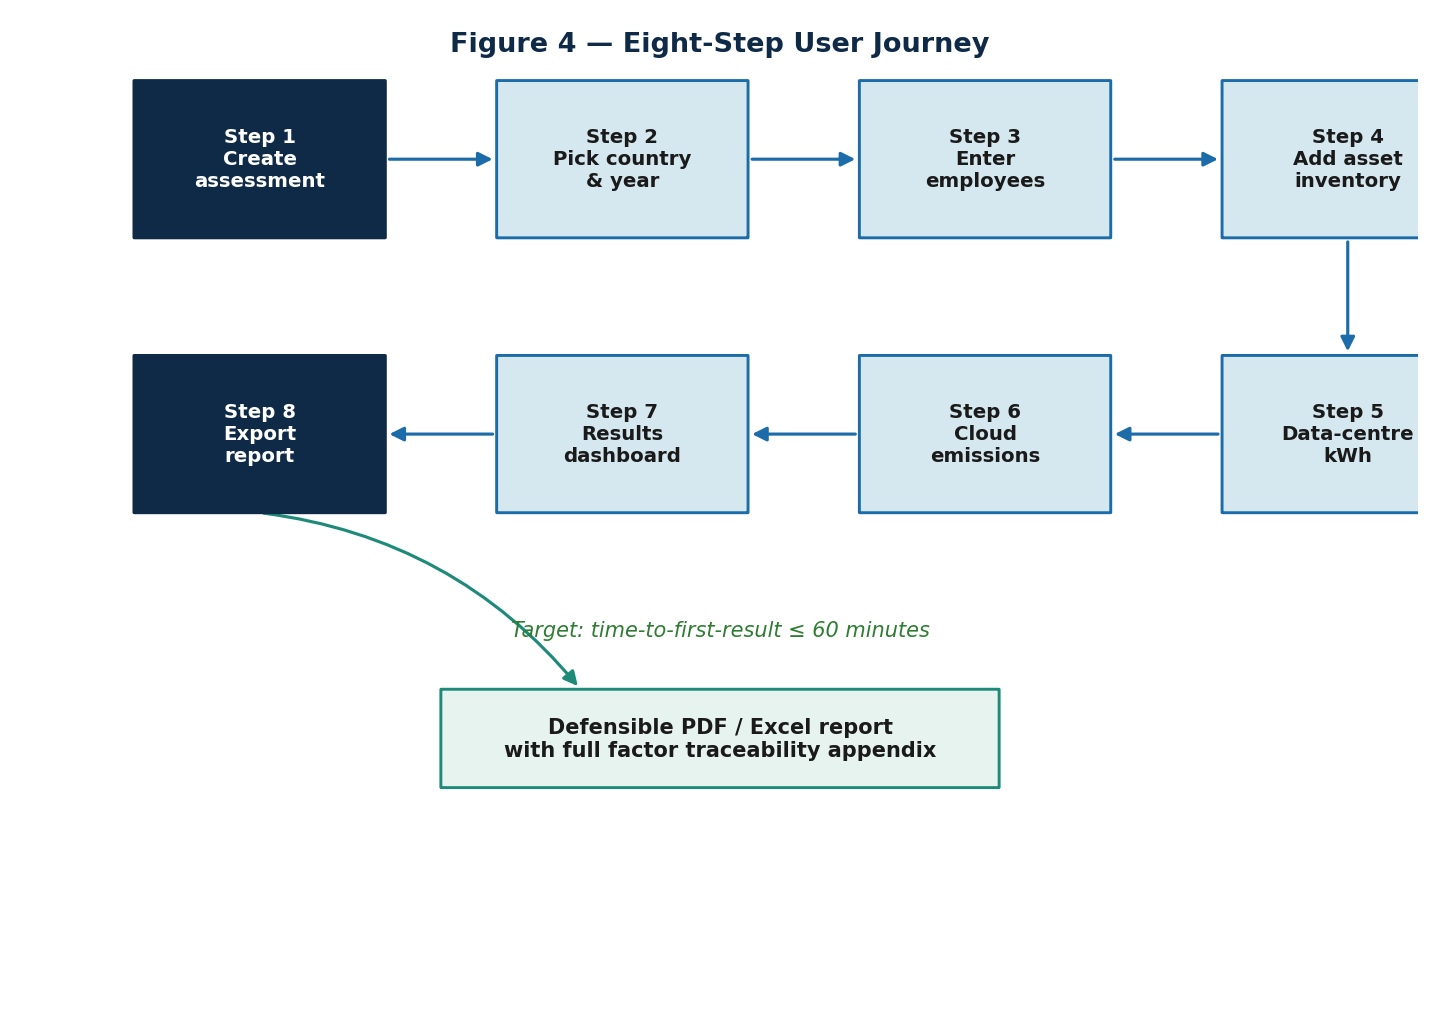 Figure 4 — Eight-Step User Journey
Step 1
Create
assessment
Step 2
Pick country
& year
Step 3
Enter
employees
Step 4
Add asset
inventory
Step 5
Data-centre
kWh
Step 6
Cloud
emissions
Step 7
Results
dashboard
Step 8
Export
report
Target: time-to-first-result ≤ 60 minutes
Defensible PDF / Excel report
with full factor traceability appendix